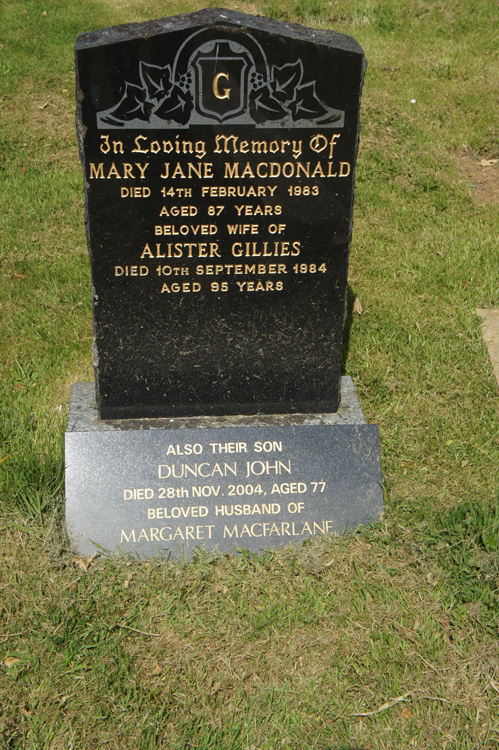 G
In Loving Memory Of
MARY JANE MACDONALD
DIED 14TH FEBRUARY 1983
AGED 87 YEARS
BELOVED WIFE OF
ALISTER GILLIES
DIED 10TH SEPTEMBER 1984
AGED 95 YEARS
ALSO THEIR SON
DUNCAN JOHN
DIED 28TH NOV. 2004, AGED 77
BELOVED HUSBAND OF
MARGARET MACFARLANE